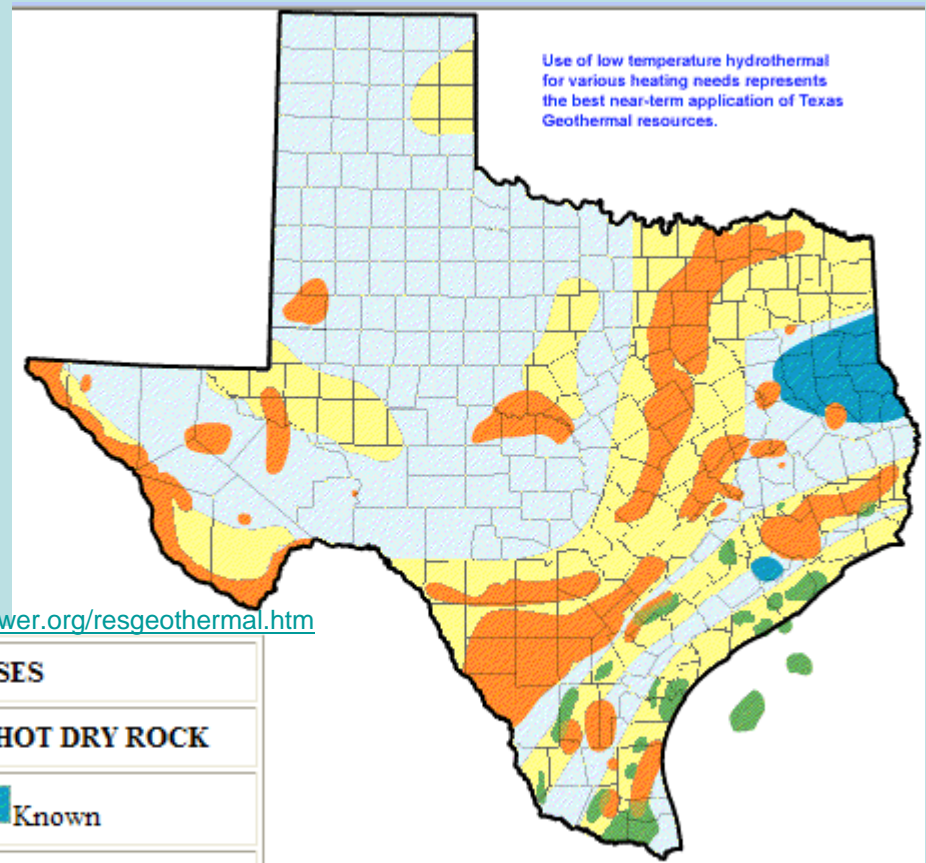 Use of low temperature hydrothermal
for various heating needs represents
the best near-term application of Texas
Geothermal resources.
wer.org/resgeothermal.htm
SES
HOT DRY ROCK
Known